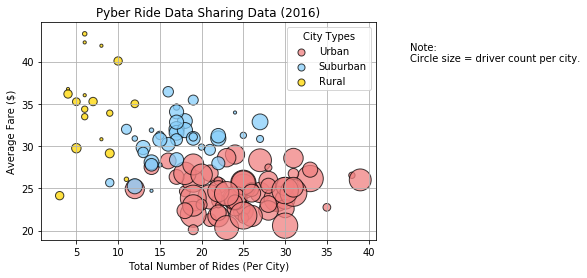 Pyber Ride Data Sharing Data (2016)
City Types
Urban
Suburban
Rural
Note:
Circle size = driver count per city.
Average Fare ($)
40
35
30
25
20
5
10
15
20
25
30
35
40
Total Number of Rides (Per City)